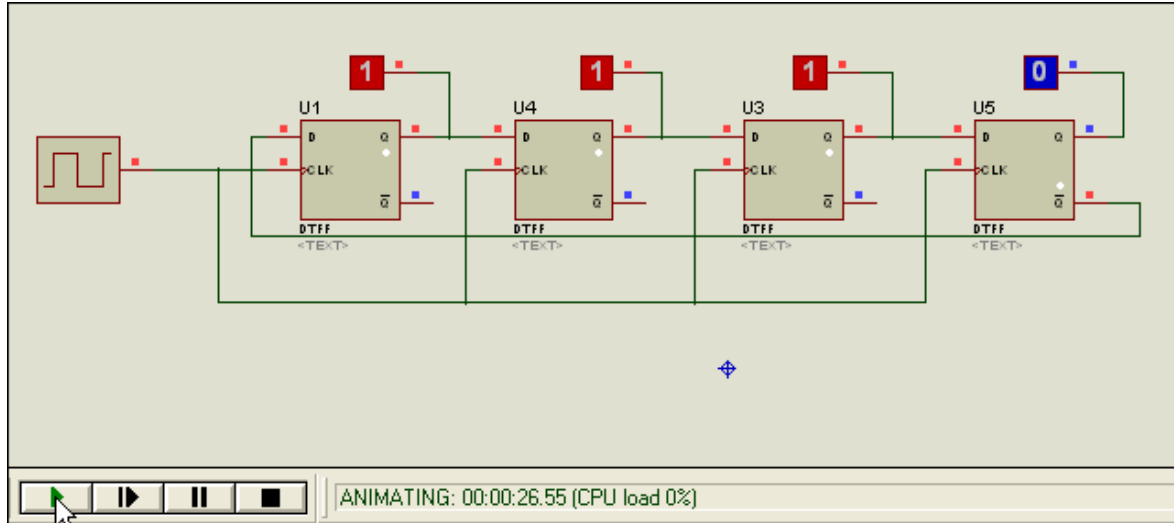 1 1 1 0
U1 U4 U3 U5
D Q D Q D Q D Q
CLK CLK CLK CLK
Q Q Q Q
DTFF DTFF DTFF DTFF
<TEXT> <TEXT> <TEXT> <TEXT>
ANIMATING: 00:00:26.55 (CPU load 0%)